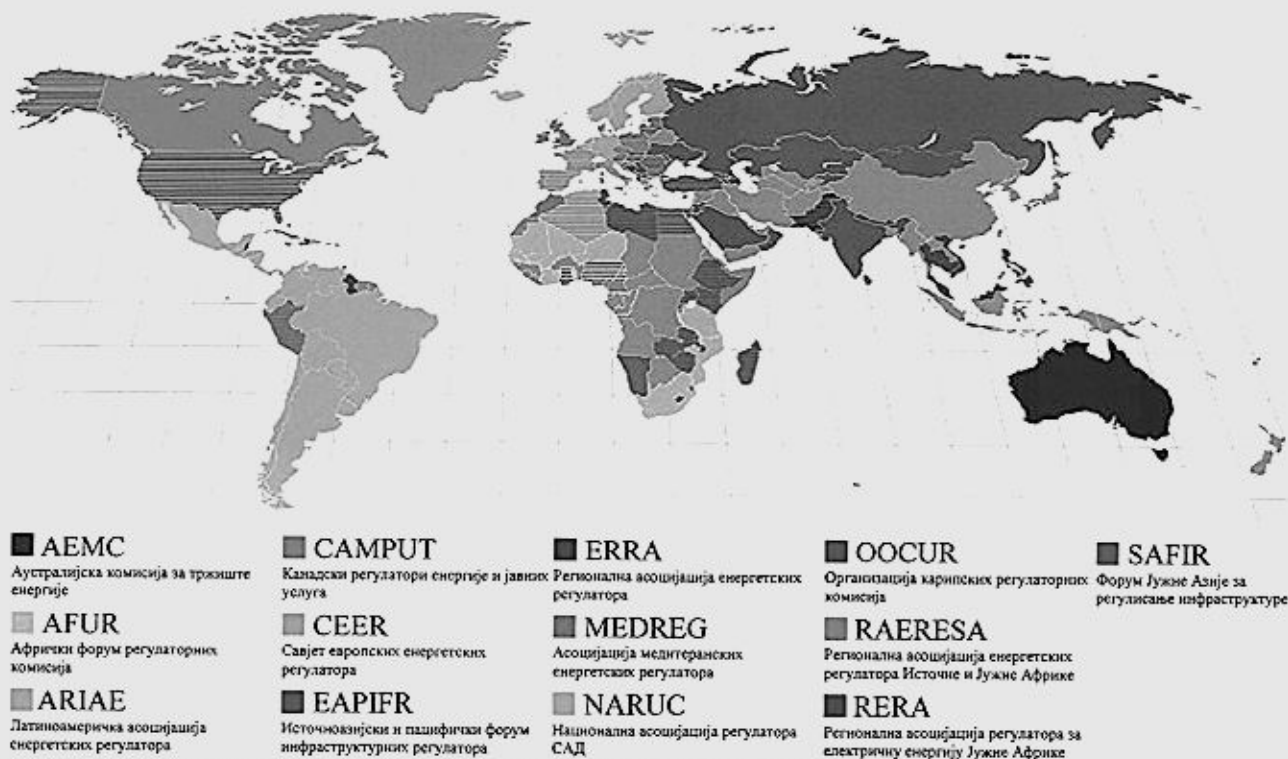 AEMC
Аустралијска комисија за тржиште
енергије
AFUR
Афрички форум регулаторних
комисија
ARIAE
Латиноамеричка асоцијација
енергетских регулатора
CAMPUT
Канадски регулатори енергије и јавних
услуга
CEER
Савјет европских енергетских
регулатора
EAPIFR
Источноазијски и пацифички форум
инфраструктурних регулатора
ERRA
Регионална асоцијација енергетских
регулатора
MEDREG
Асоцијација медитеранских
енергетских регулатора
NARUC
Национална асоцијација регулатора
САД
OOCUR
Организација карипских регулаторних
комисија
RAERESA
Регионална асоцијација енергетских
регулатора Источне и Јужне Африке
RERA
Регионална асоцијација регулатора за
електричну енергију Јужне Африке
SAFIR
Форум Јужне Азије за
регулисање инфраструктуре